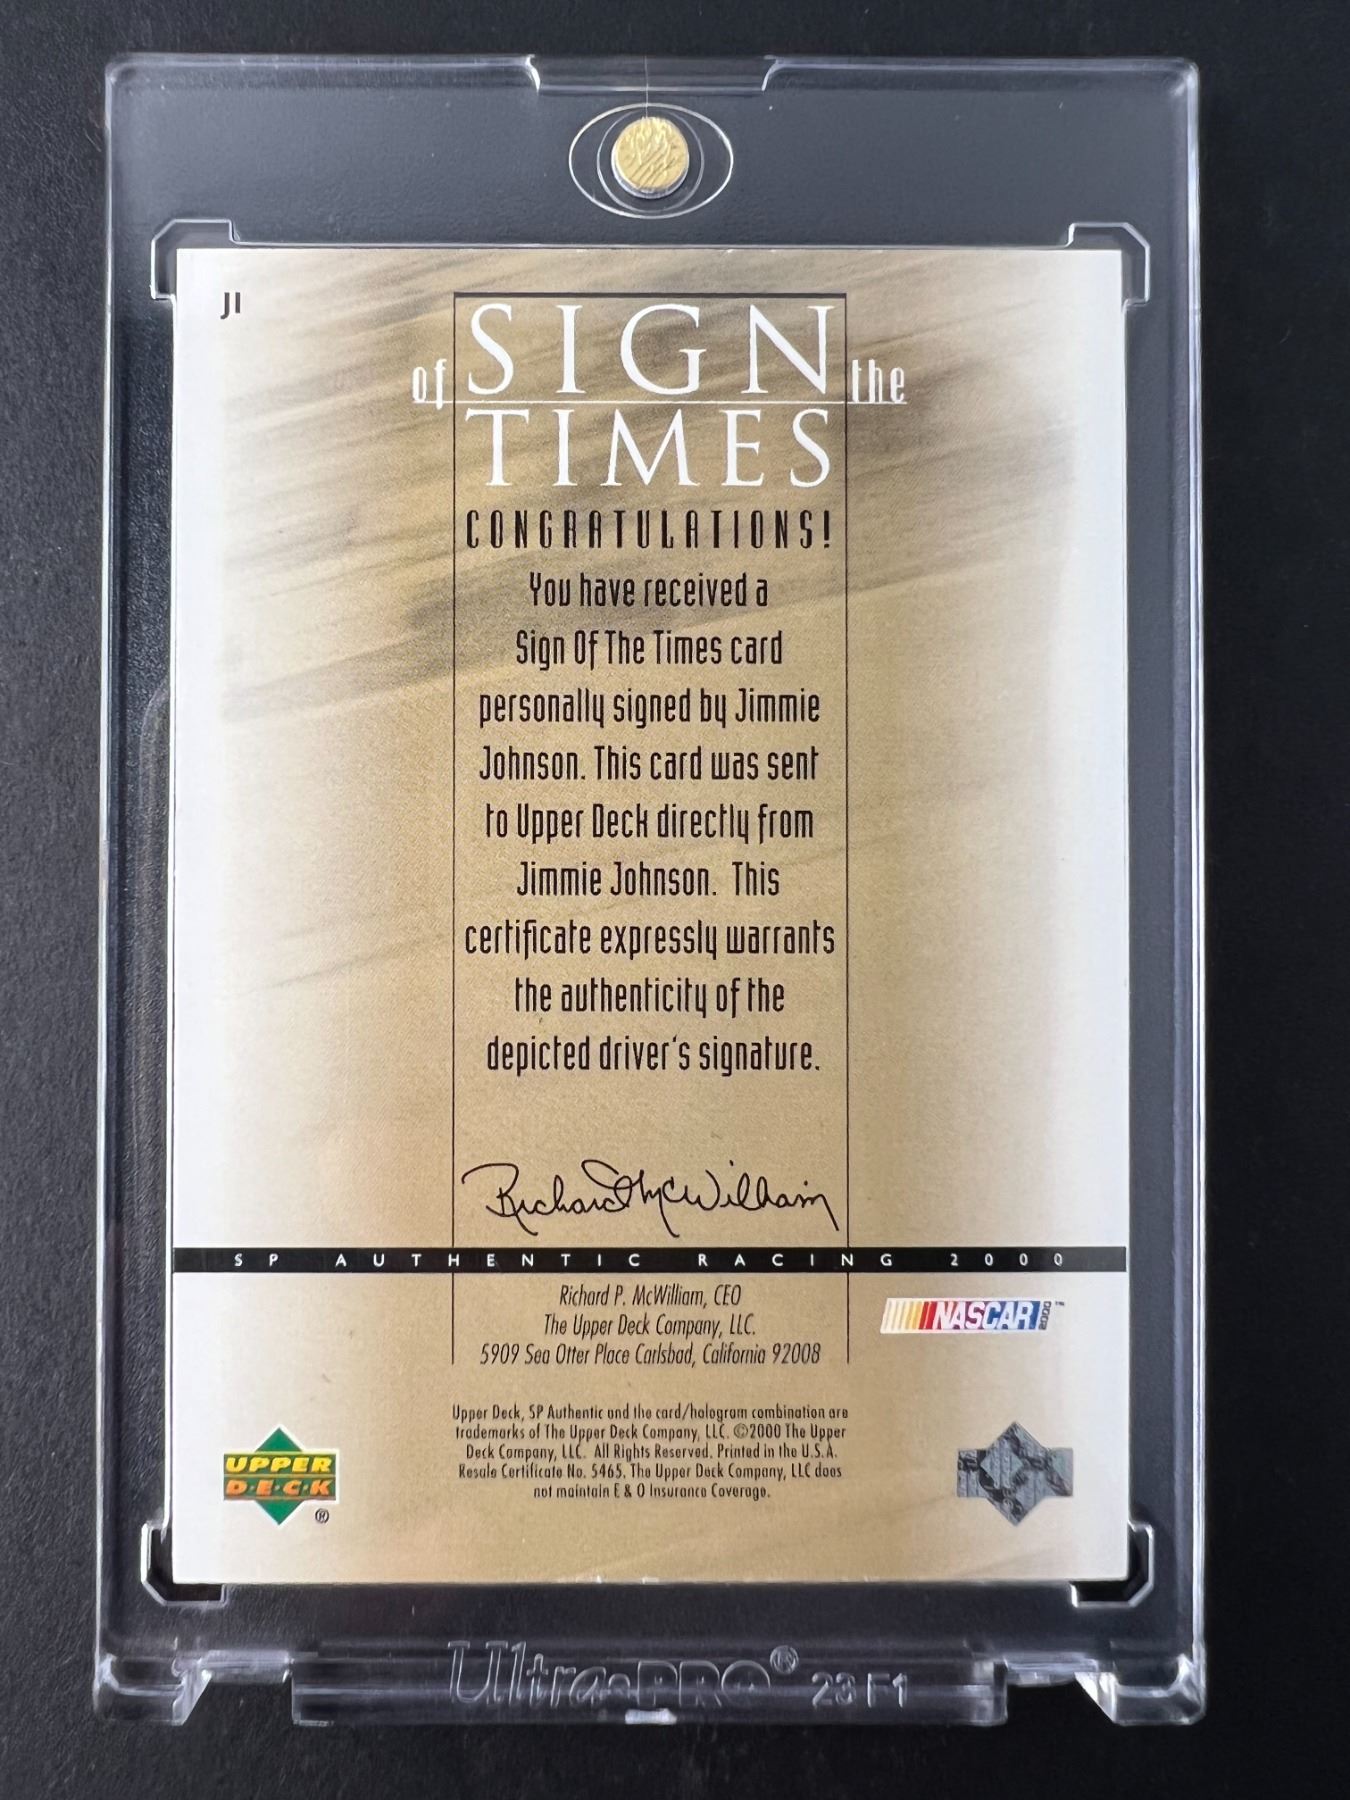 JI
SIGN
of the
TIMES
CONGRATULATIONS!
You have received a
Sign Of The Times card
personally signed by Jimmie
Johnson. This card was sent
to Upper Deck directly from
Jimmie Johnson. This
certificate expressly warrants
the authenticity of the
depicted driver's signature.
Richard McWilliam
SP AUTHENTIC RACING 2000
Richard P. McWilliam, CEO
The Upper Deck Company, LLC.
5909 Sea Otter Place Carlsbad, California 92008
NASCAR 2000 ™
Upper Deck, SP Authentic and the card/hologram combination are
trademarks of The Upper Deck Company, LLC. ©2000 The Upper
Deck Company, LLC. All Rights Reserved. Printed in the U.S.A.
Resale Certificate No. 5465. The Upper Deck Company, LLC does
not maintain E & O Insurance Coverage.
UPPER
D·E·C·K
®
Ultra•PRO® 23 F1